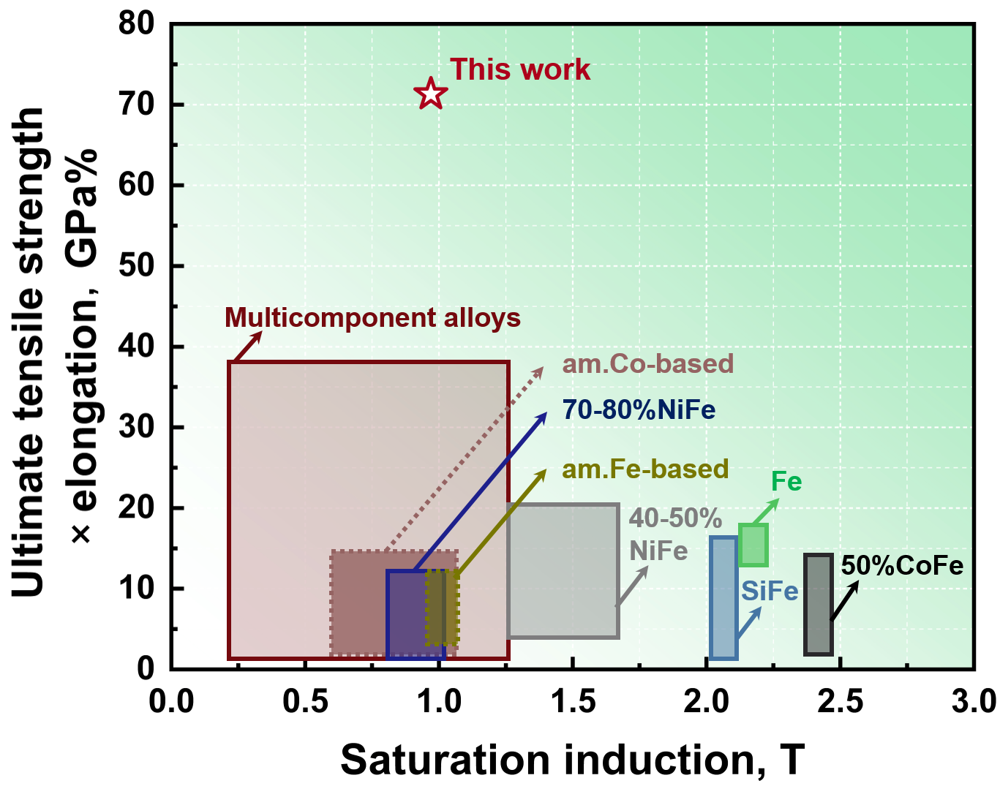 Ultimate tensile strength
× elongation, GPa%
80
70
60
50
40
30
20
10
0
This work
Multicomponent alloys
am.Co-based
70-80%NiFe
am.Fe-based
40-50%
NiFe
Fe
SiFe
50%CoFe
0.0
0.5
1.0
1.5
2.0
2.5
3.0
Saturation induction, T